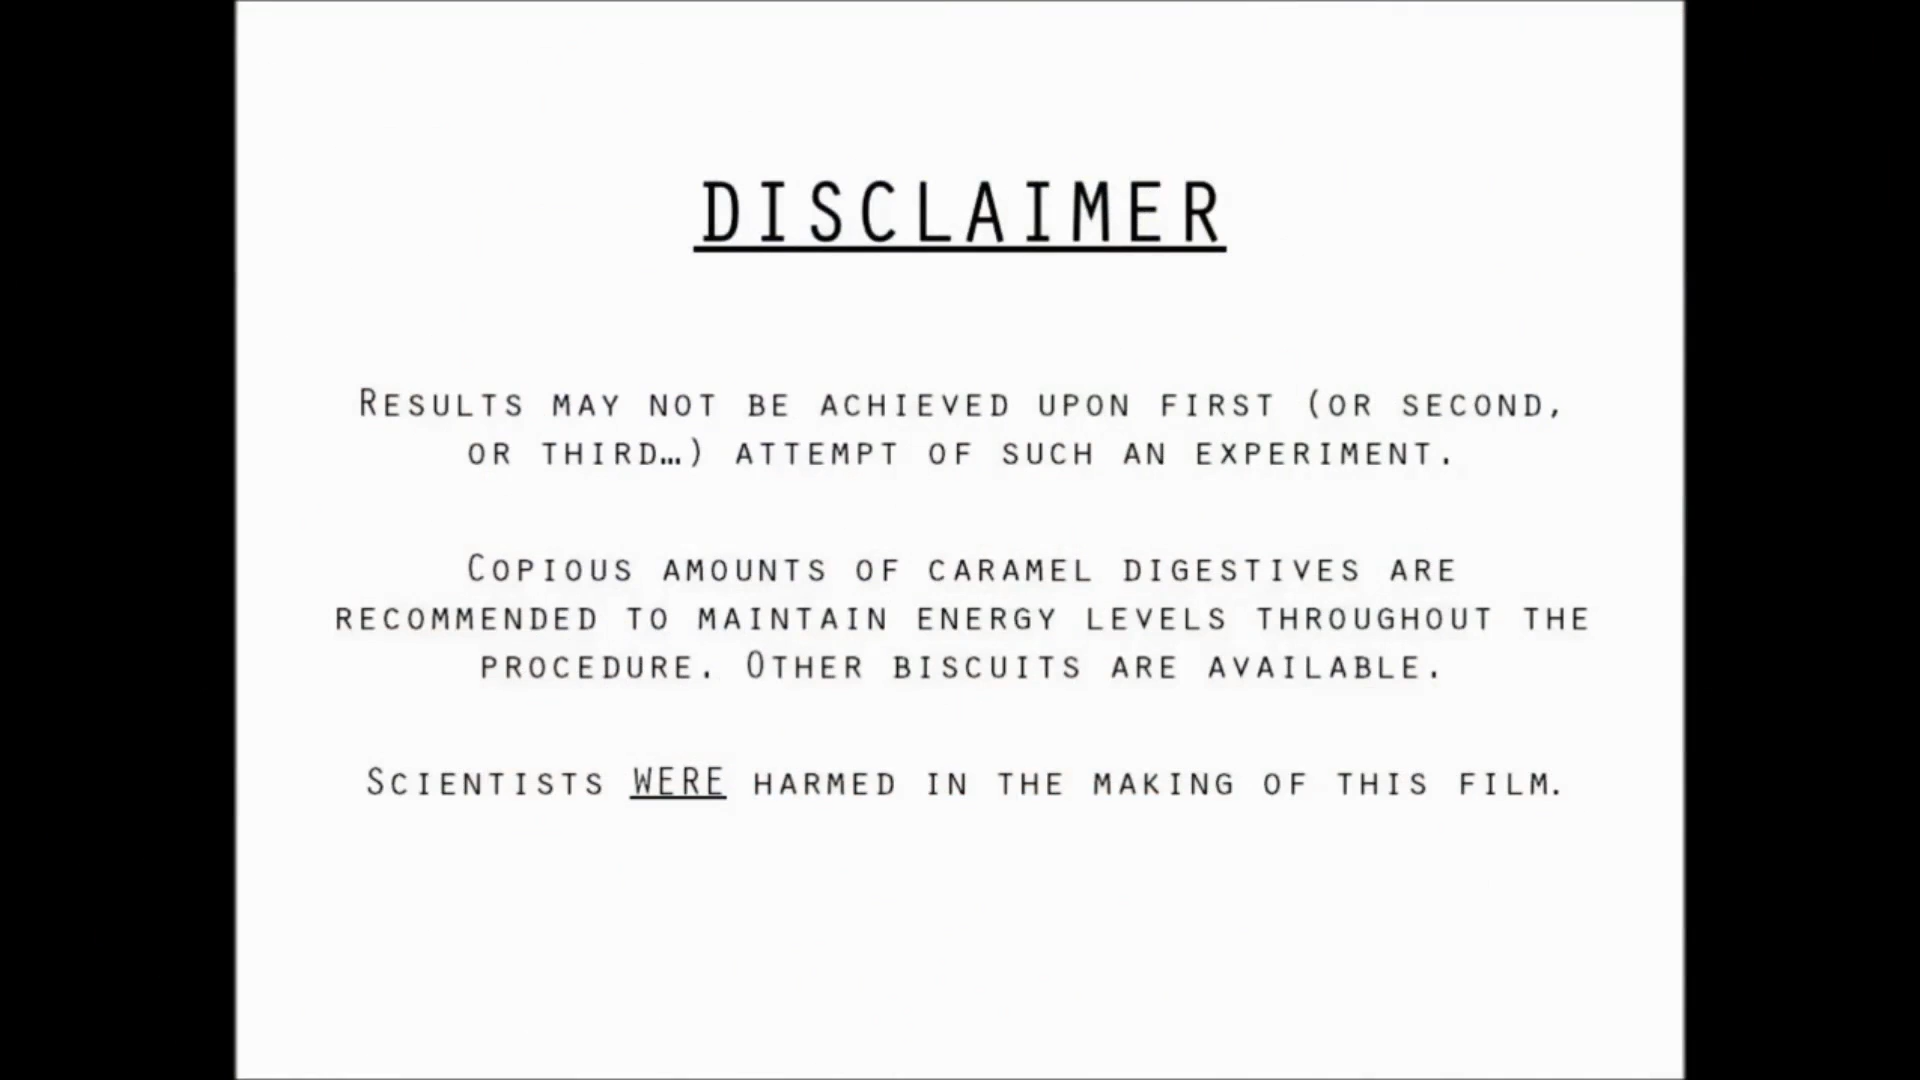 DISCLAIMER
Results may not be achieved upon first (or second,
or third…) attempt of such an experiment.
Copious amounts of caramel digestives are
recommended to maintain energy levels throughout the
procedure. Other biscuits are available.
Scientists WERE harmed in the making of this film.